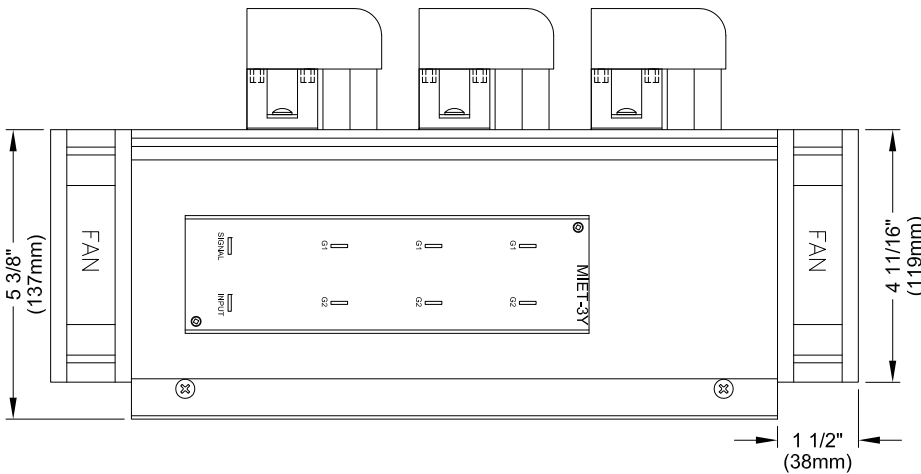 FAN
5 3/8"
(137mm)
SIGNAL
G1
G1
G1
INPUT
G2
G2
G2
MIET-3Y
FAN
4 11/16"
(119mm)
1 1/2"
(38mm)